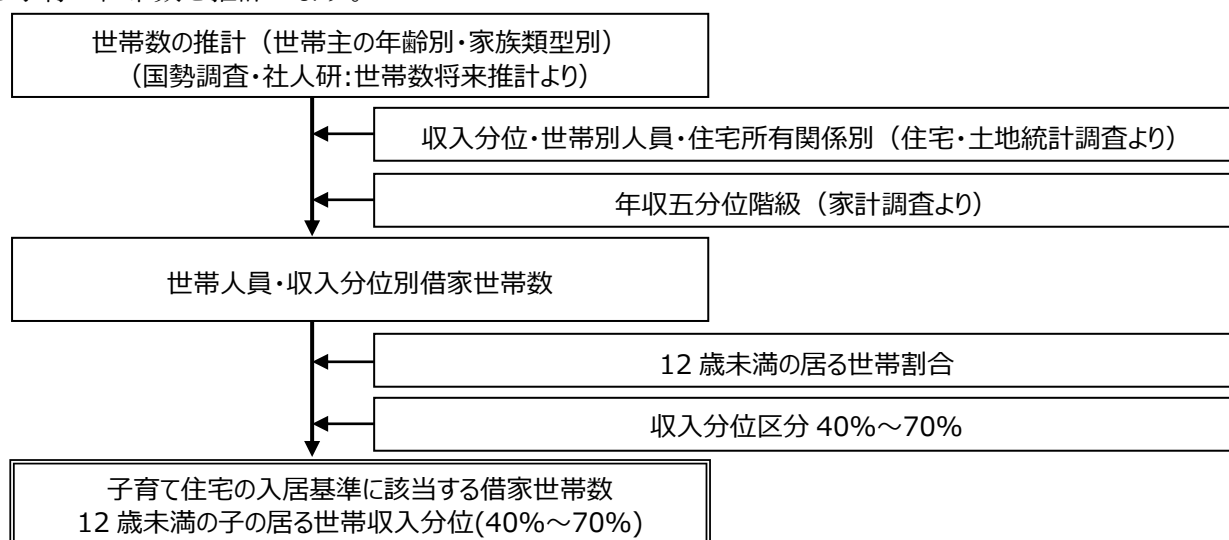 世帯数の推計（世帯主の年齢別・家族類型別）
（国勢調査・社人研:世帯数将来推計より）
収入分位・世帯別人員・住宅所有関係別（住宅・土地統計調査より）
年収五分位階級（家計調査より）
世帯人員・収入分位別借家世帯数
12 歳未満の居る世帯割合
収入分位区分 40%～70%
子育て住宅の入居基準に該当する借家世帯数
12 歳未満の子の居る世帯収入分位(40%～70%)